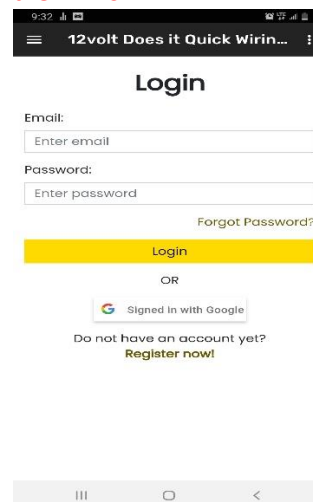 9:32
12volt Does it Quick Wirin...
Login
Email:
Enter email
Password:
Enter password
Forgot Password?
Login
OR
Signed in with Google
Do not have an account yet?
Register now!